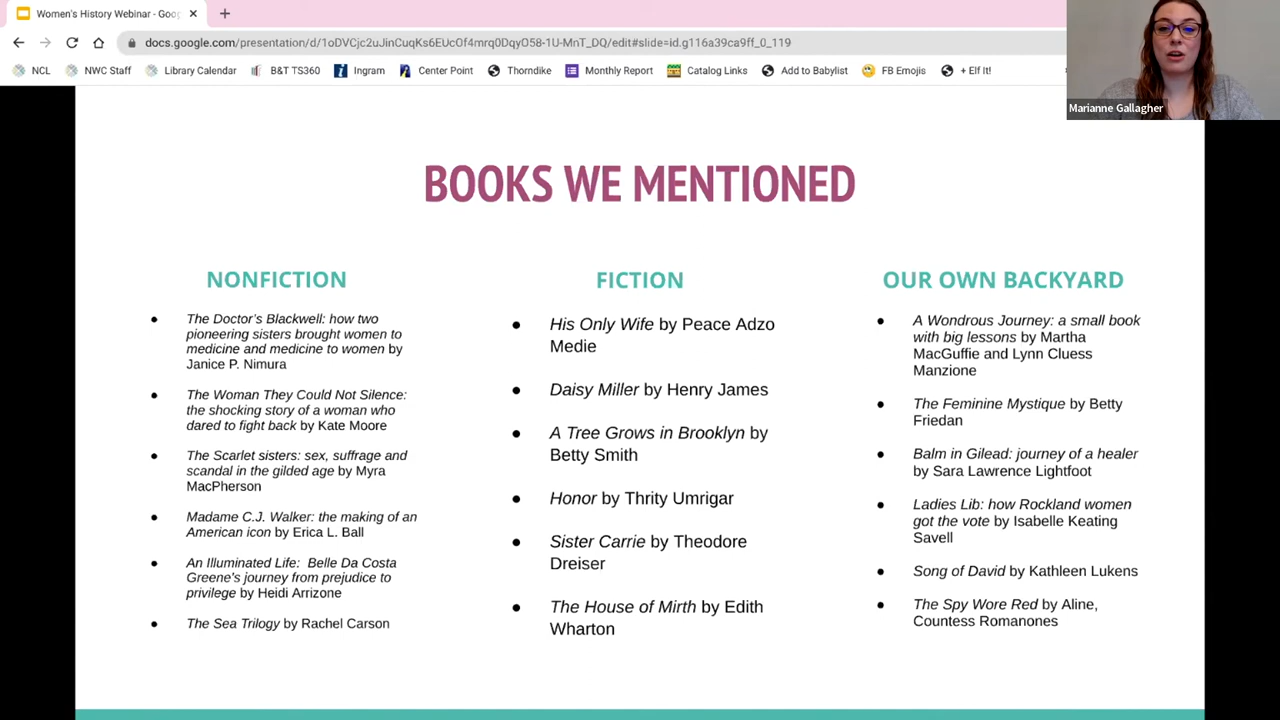 Women's History Webinar - Goo
docs.google.com/presentation/d/1oDVCjc2uJinCuqKs6EUcOfrmrq0DqyO58-1U-MnT_DQ/edit#slide=id.g116a39ca9ff_0_119
NCL NWC Staff Library Calendar B&T TS360 Ingram Center Point Thorndike Monthly Report Catalog Links Add to Babylist FB Emojis + Elf It!
Marianne Gallagher
BOOKS WE MENTIONED
NONFICTION
● The Doctor's Blackwell: how two
pioneering sisters brought women to
medicine and medicine to women by
Janice P. Nimura
● The Woman They Could Not Silence:
the shocking story of a woman who
dared to fight back by Kate Moore
● The Scarlet sisters: sex, suffrage and
scandal in the gilded age by Myra
MacPherson
● Madame C.J. Walker: the making of an
American icon by Erica L. Ball
● An Illuminated Life: Belle Da Costa
Greene's journey from prejudice to
privilege by Heidi Arrizone
● The Sea Trilogy by Rachel Carson
FICTION
● His Only Wife by Peace Adzo
Medie
● Daisy Miller by Henry James
● A Tree Grows in Brooklyn by
Betty Smith
● Honor by Thrity Umrigar
● Sister Carrie by Theodore
Dreiser
● The House of Mirth by Edith
Wharton
OUR OWN BACKYARD
● A Wondrous Journey: a small book
with big lessons by Martha
MacGuffie and Lynn Cluess
Manzione
● The Feminine Mystique by Betty
Friedan
● Balm in Gilead: journey of a healer
by Sara Lawrence Lightfoot
● Ladies Lib: how Rockland women
got the vote by Isabelle Keating
Savell
● Song of David by Kathleen Lukens
● The Spy Wore Red by Aline,
Countess Romanones